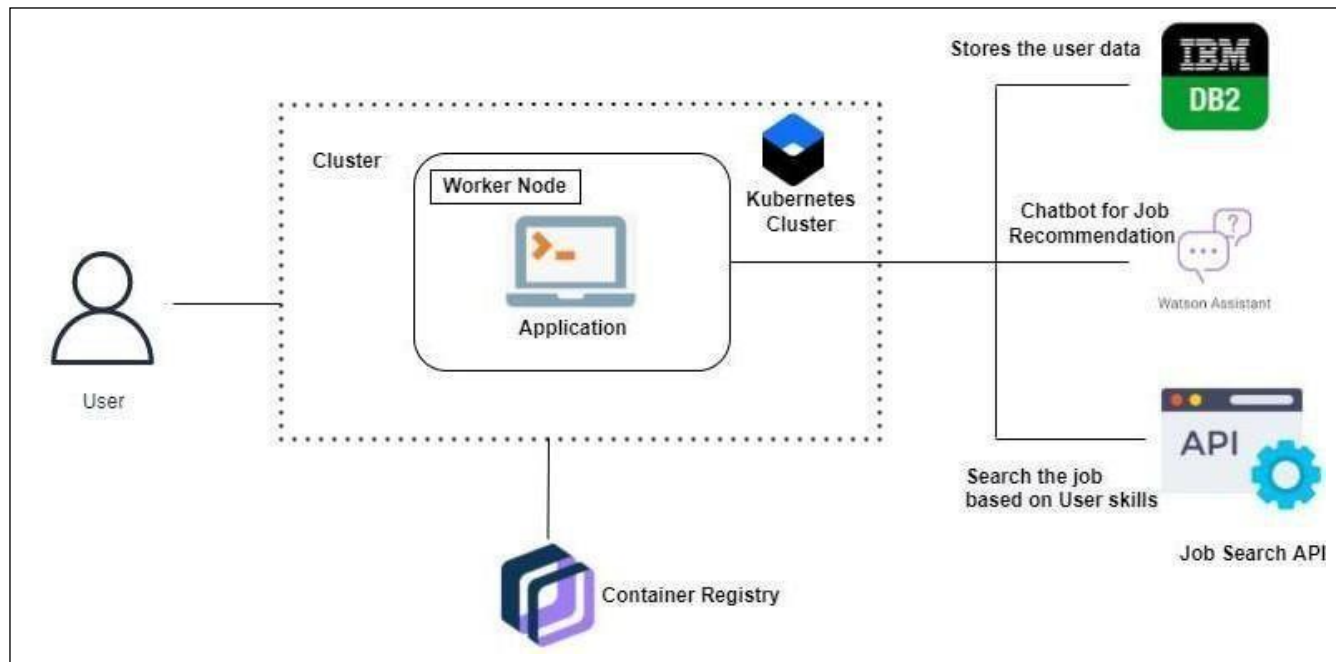 Stores the user data
IBM
DB2
Cluster
Worker Node
Kubernetes
Cluster
Application
Chatbot for Job
Recommendation
?
Watson Assistant
User
API
Search the job
based on User skills
Job Search API
Container Registry